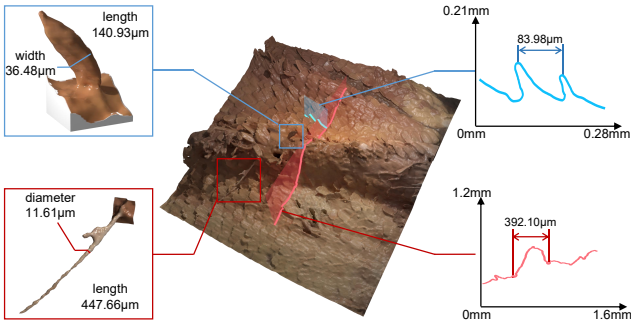 length
140.93μm
width
36.48μm
0.21mm
83.98μm
0mm
0.28mm
diameter
11.61μm
length
447.66μm
1.2mm
392.10μm
0mm
1.6mm